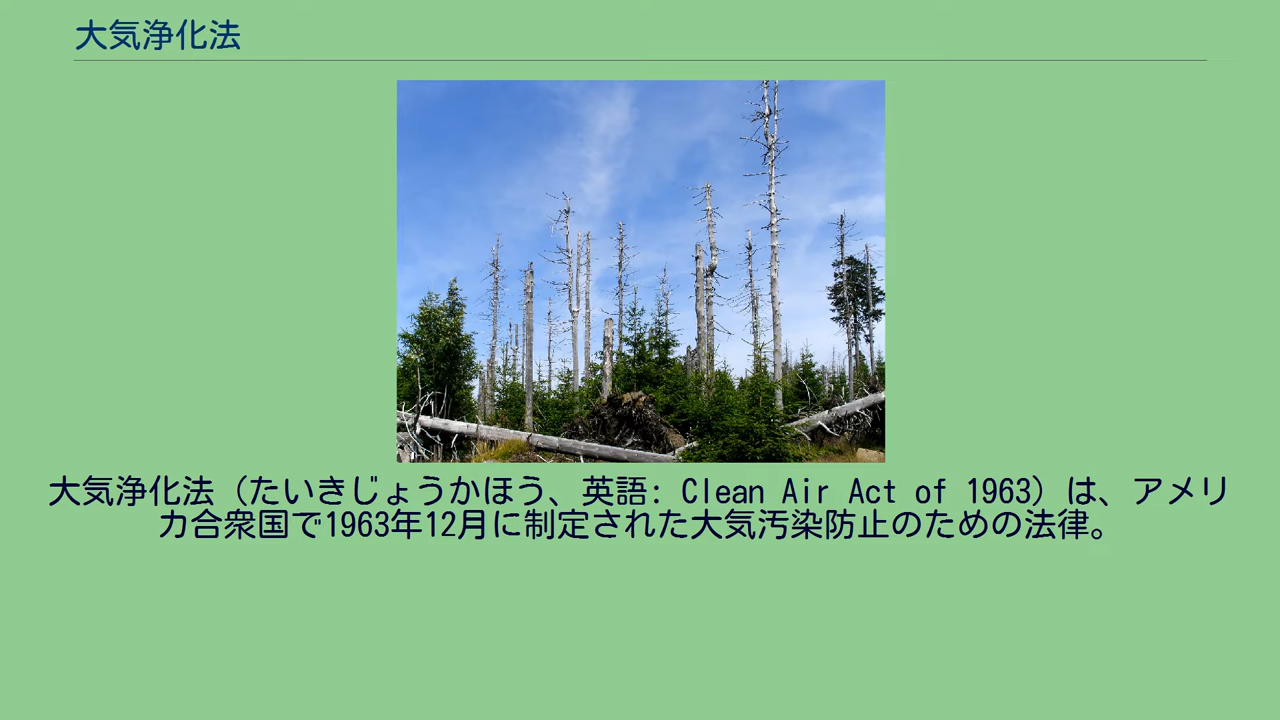 大気浄化法
大気浄化法（たいきじょうかほう、英語: Clean Air Act of 1963）は、アメリ
カ合衆国で1963年12月に制定された大気汚染防止のための法律。